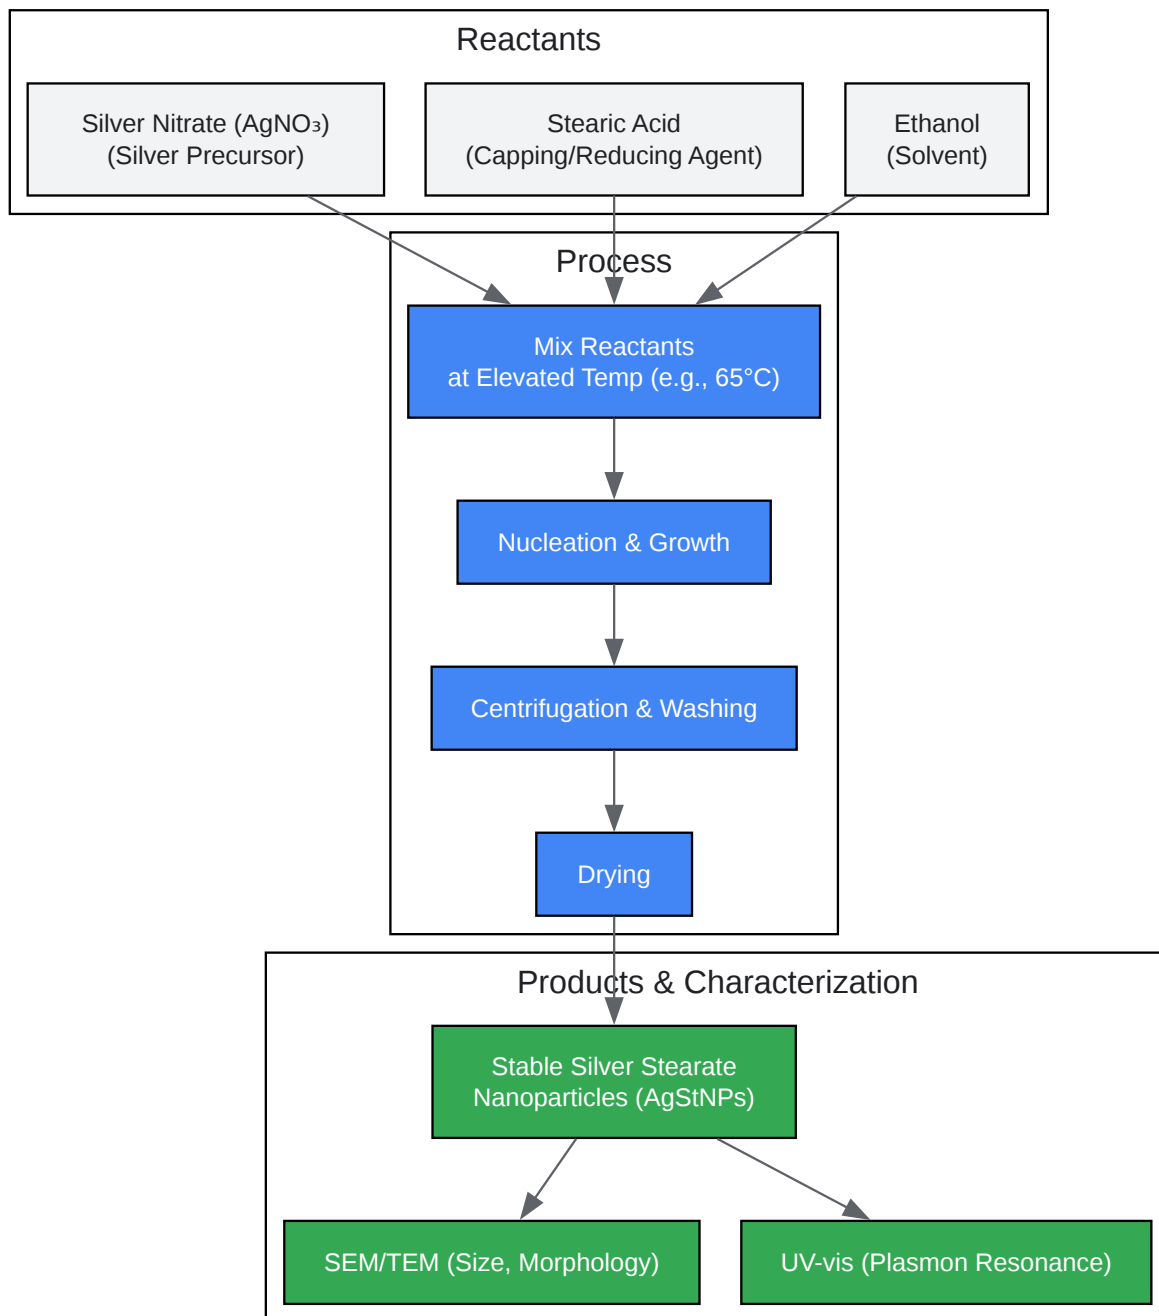 Reactants
Silver Nitrate (AgNO₃)
(Silver Precursor)
Stearic Acid
(Capping/Reducing Agent)
Ethanol
(Solvent)
Process
Mix Reactants
at Elevated Temp (e.g., 65°C)
Nucleation & Growth
Centrifugation & Washing
Drying
Products & Characterization
Stable Silver Stearate
Nanoparticles (AgStNPs)
SEM/TEM (Size, Morphology)
UV-vis (Plasmon Resonance)